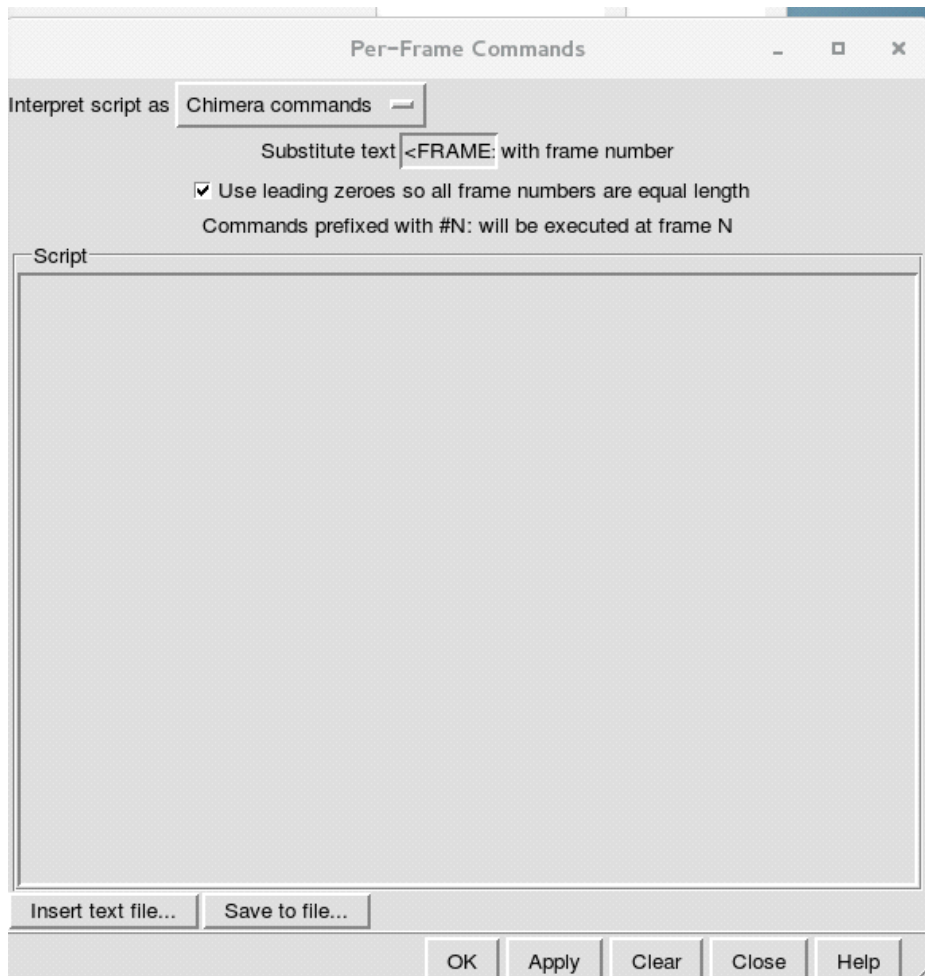 Per-Frame Commands
Interpret script as Chimera commands
Substitute text <FRAME: with frame number
Use leading zeroes so all frame numbers are equal length
Commands prefixed with #N: will be executed at frame N
Script
Insert text file... Save to file...
OK Apply Clear Close Help